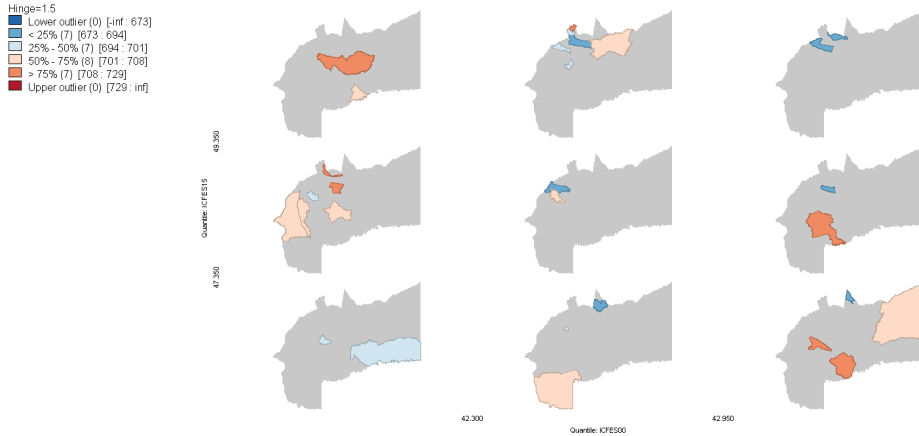 Hinge=1.5
Lower outlier (0) [-inf : 673]
< 25% (7) [673 : 694]
25% - 50% (7) [694 : 701]
50% - 75% (8) [701 : 708]
> 75% (7) [708 : 729]
Upper outlier (0) [729 : inf]
49.350
Quantile: ICFES15
47.350
42.300
42.950
Quantile: ICFES00